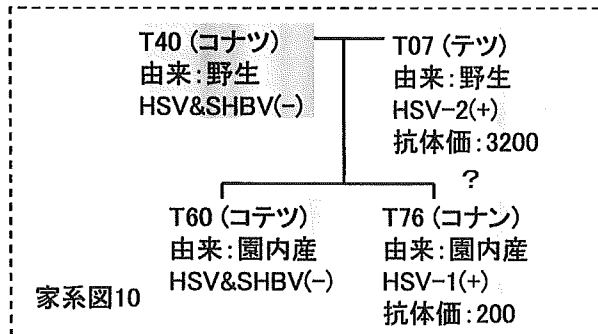 T40 (コナツ)
由来:野生
HSV&SHBV(-)
T07 (テツ)
由来:野生
HSV-2(+)
抗体価:3200
?
T60 (コテツ)
由来:園内産
HSV&SHBV(-)
T76 (コナン)
由来:園内産
HSV-1(+)
抗体価:200
家系図10